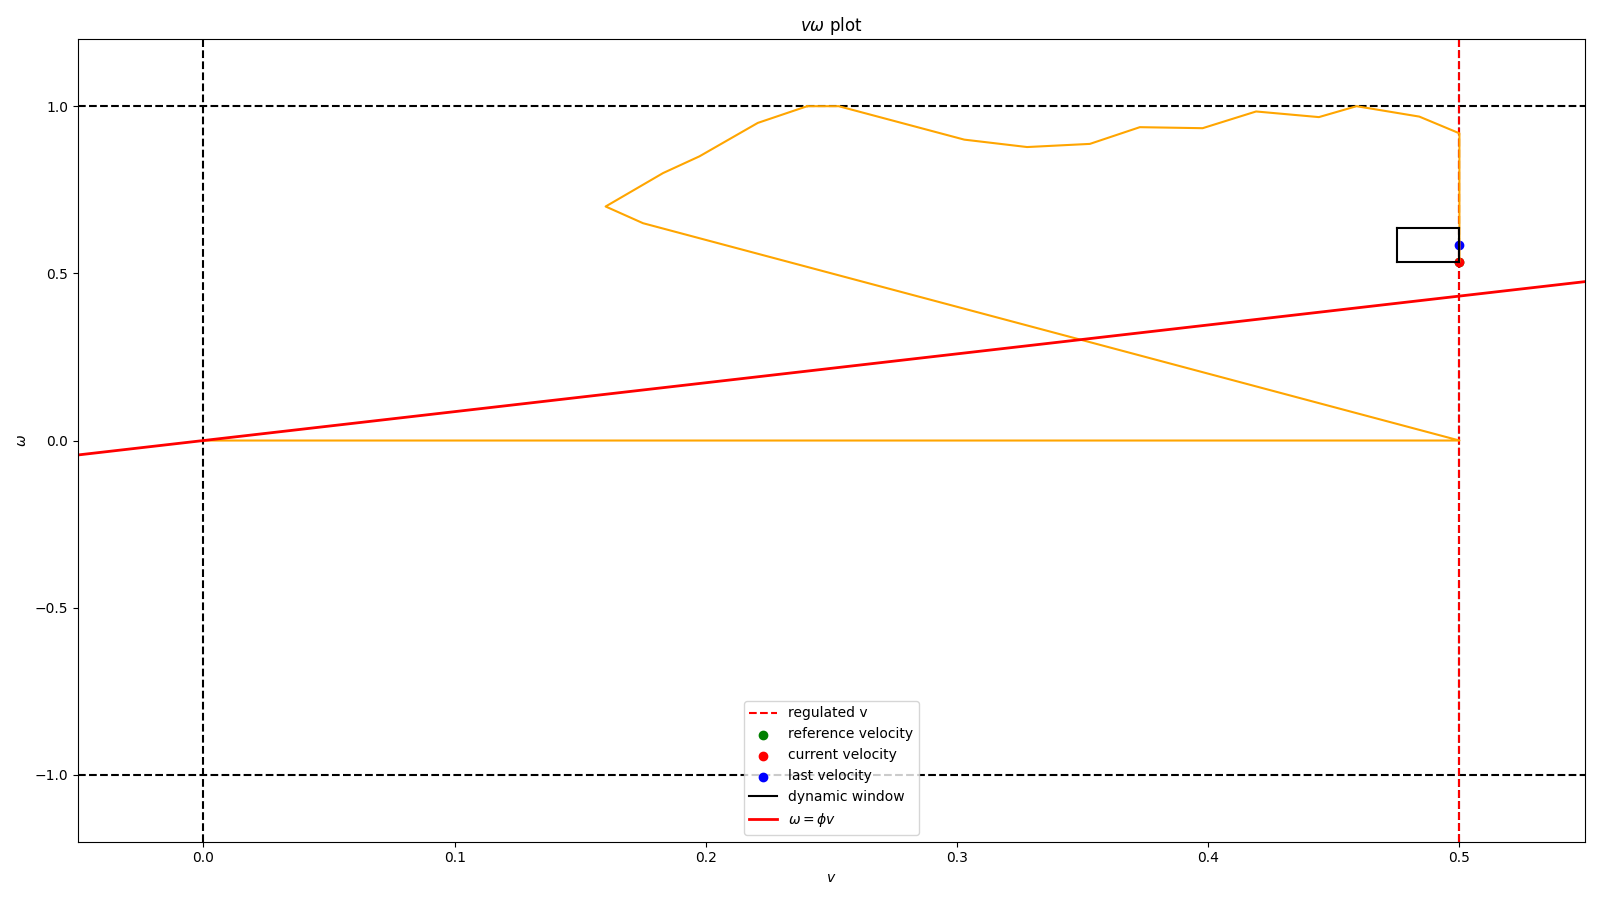 vω plot
1.0
0.5
0.0
−0.5
−1.0
ω
0.0 0.1 0.2 0.3 0.4 0.5
v
regulated v
reference velocity
current velocity
last velocity
dynamic window
ω = ϕv